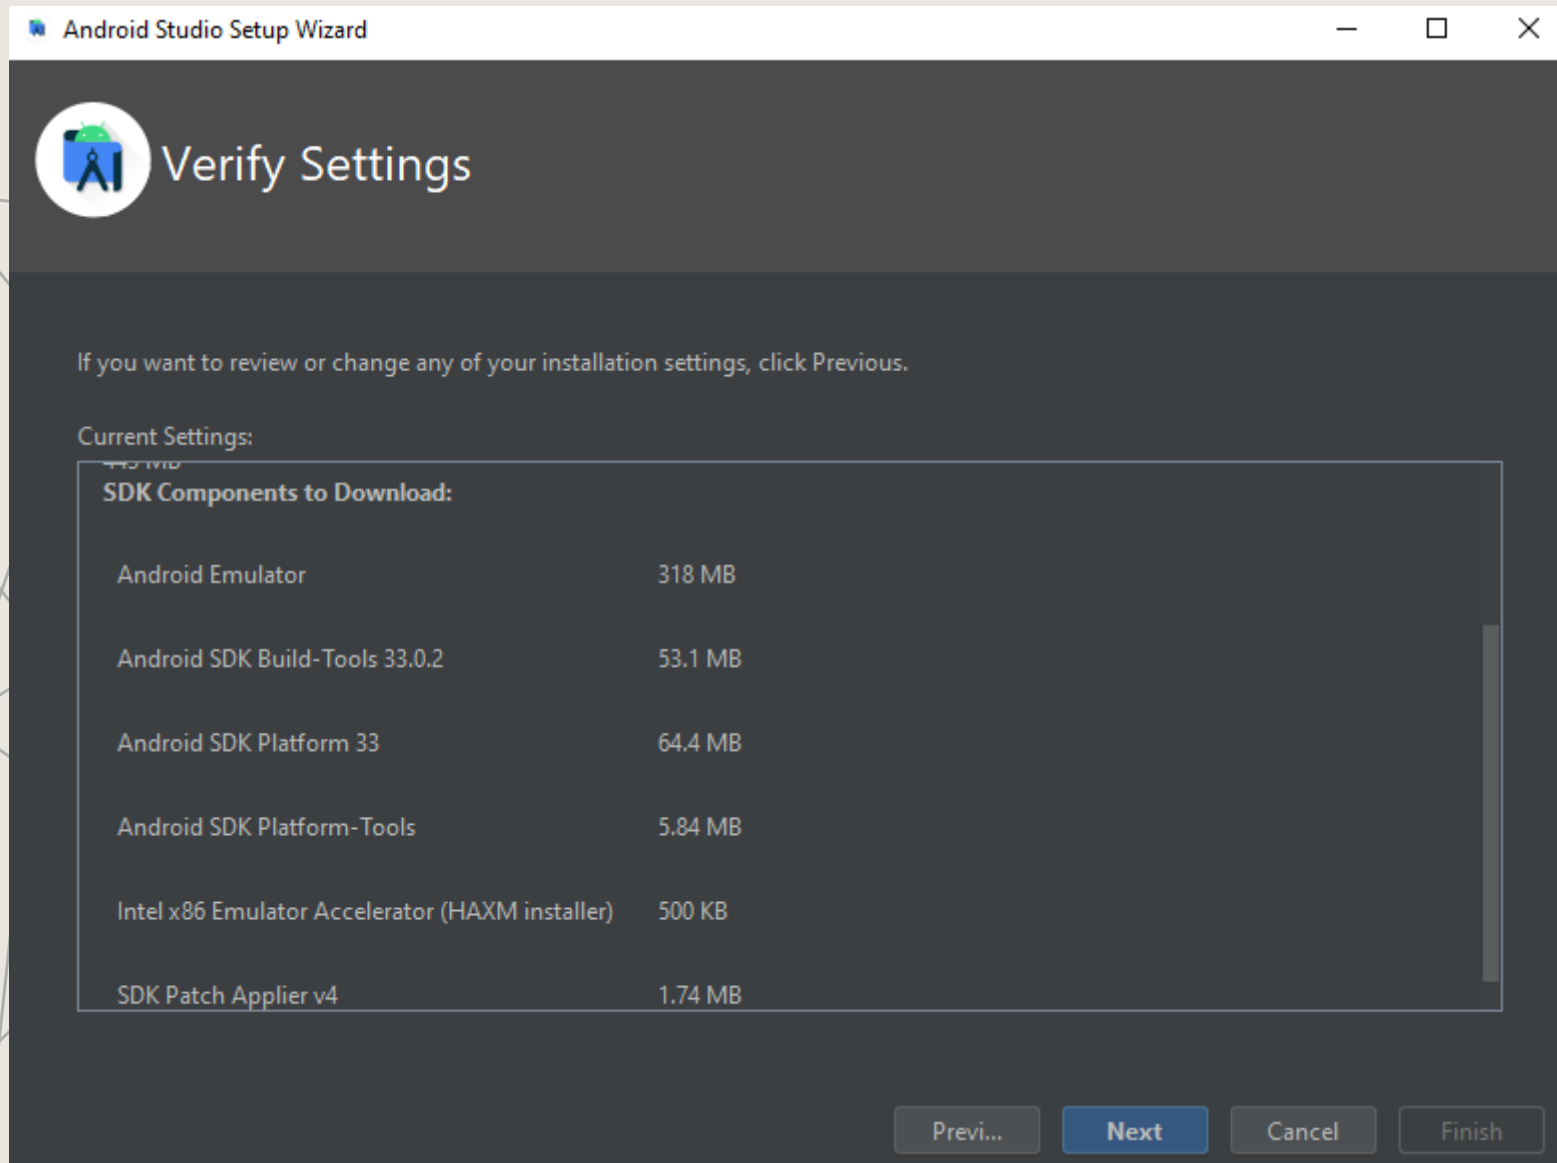 Android Studio Setup Wizard
Verify Settings
If you want to review or change any of your installation settings, click Previous.
Current Settings:
445 MB
SDK Components to Download:
Android Emulator 318 MB
Android SDK Build-Tools 33.0.2 53.1 MB
Android SDK Platform 33 64.4 MB
Android SDK Platform-Tools 5.84 MB
Intel x86 Emulator Accelerator (HAXM installer) 500 KB
SDK Patch Applier v4 1.74 MB
Previ... Next Cancel Finish